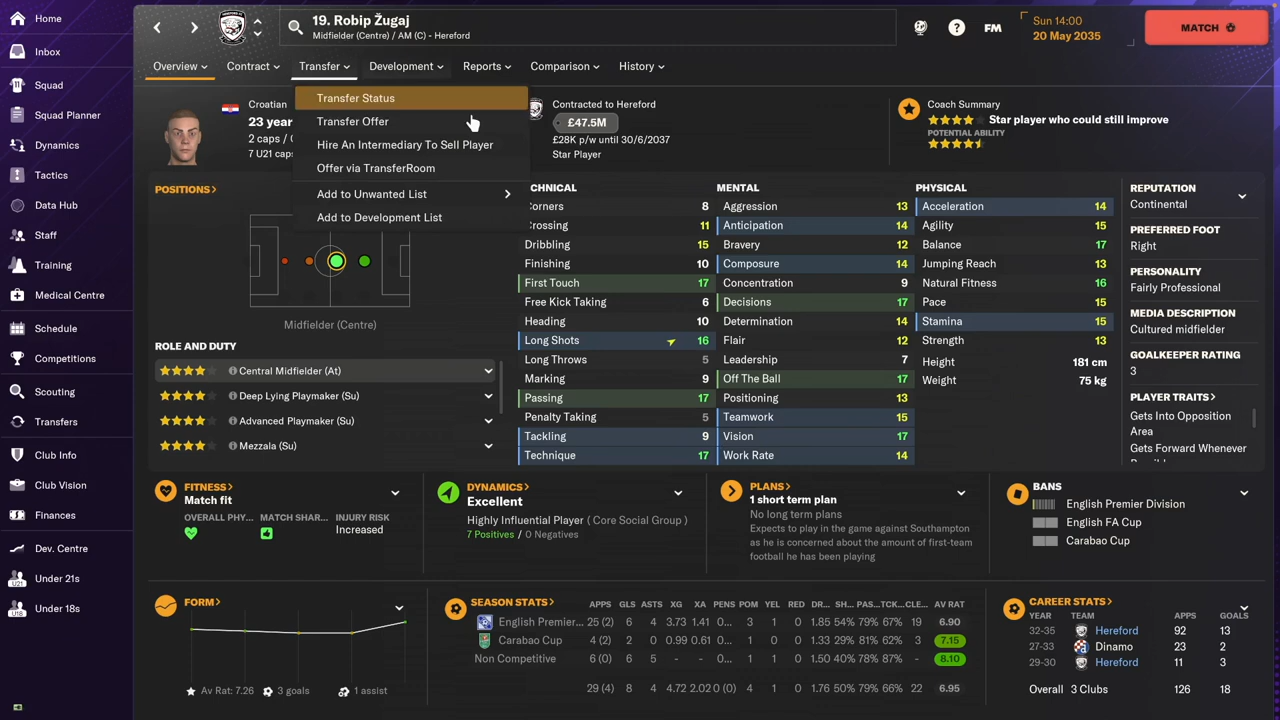 Home
Inbox
Squad
Squad Planner
Dynamics
Tactics
Data Hub
Staff
Training
Medical Centre
Schedule
Competitions
Scouting
Transfers
Club Info
Club Vision
Finances
Dev. Centre
Under 21s
Under 18s
19. Robip Žugaj
Midfielder (Centre) / AM (C) - Hereford
FM
Sun 14:00
20 May 2035
MATCH
Overview
Contract
Transfer
Development
Reports
Comparison
History
Transfer Status
Transfer Offer
Hire An Intermediary To Sell Player
Offer via TransferRoom
Add to Unwanted List
Add to Development List
Croatian
23 year
2 caps /
7 U21 caps
Contracted to Hereford
£47.5M
£28K p/w until 30/6/2037
Star Player
Coach Summary
Star player who could still improve
POTENTIAL ABILITY
POSITIONS
Midfielder (Centre)
ROLE AND DUTY
Central Midfielder (At)
Deep Lying Playmaker (Su)
Advanced Playmaker (Su)
Mezzala (Su)
CHNICAL
orners 8
rossing 11
Dribbling 15
Finishing 10
First Touch 17
Free Kick Taking 6
Heading 10
Long Shots 16
Long Throws 5
Marking 9
Passing 17
Penalty Taking 5
Tackling 9
Technique 17
MENTAL
Aggression 13
Anticipation 14
Bravery 12
Composure 14
Concentration 9
Decisions 17
Determination 14
Flair 12
Leadership 7
Off The Ball 17
Positioning 13
Teamwork 15
Vision 17
Work Rate 14
PHYSICAL
Acceleration 14
Agility 15
Balance 17
Jumping Reach 13
Natural Fitness 16
Pace 15
Stamina 15
Strength 13
Height 181 cm
Weight 75 kg
REPUTATION
Continental
PREFERRED FOOT
Right
PERSONALITY
Fairly Professional
MEDIA DESCRIPTION
Cultured midfielder
GOALKEEPER RATING
3
PLAYER TRAITS
Gets Into Opposition
Area
Gets Forward Whenever
FITNESS
Match fit
OVERALL PHY... MATCH SHAR... INJURY RISK
Increased
DYNAMICS
Excellent
Highly Influential Player ( Core Social Group )
7 Positives / 0 Negatives
PLANS
1 short term plan
No long term plans
Expects to play in the game against Southampton
as he is concerned about the amount of first-team
football he has been playing
BANS
English Premier Division
English FA Cup
Carabao Cup
FORM
Av Rat: 7.26 3 goals 1 assist
SEASON STATS APPS GLS ASTS XG XA PENS POM YEL RED DR... SH... PAS... TK... CLE... AV RAT
English Premier... 25 (2) 6 4 3.73 1.41 0... 3 1 0 1.85 54% 79% 67% 19 6.90
Carabao Cup 4 (2) 2 0 0.99 0.61 0... 1 0 0 1.33 29% 81% 62% 3 7.15
Non Competitive 6 (0) 6 5 - - 0... 1 0 0 1.50 40% 78% 87% - 8.10
29 (4) 8 4 4.72 2.02 0 (0) 4 1 0 1.76 50% 79% 66% 22 6.95
CAREER STATS
YEAR TEAM APPS GOALS
32-35 Hereford 92 13
27-33 Dinamo 23 2
29-30 Hereford 11 3
Overall 3 Clubs 126 18